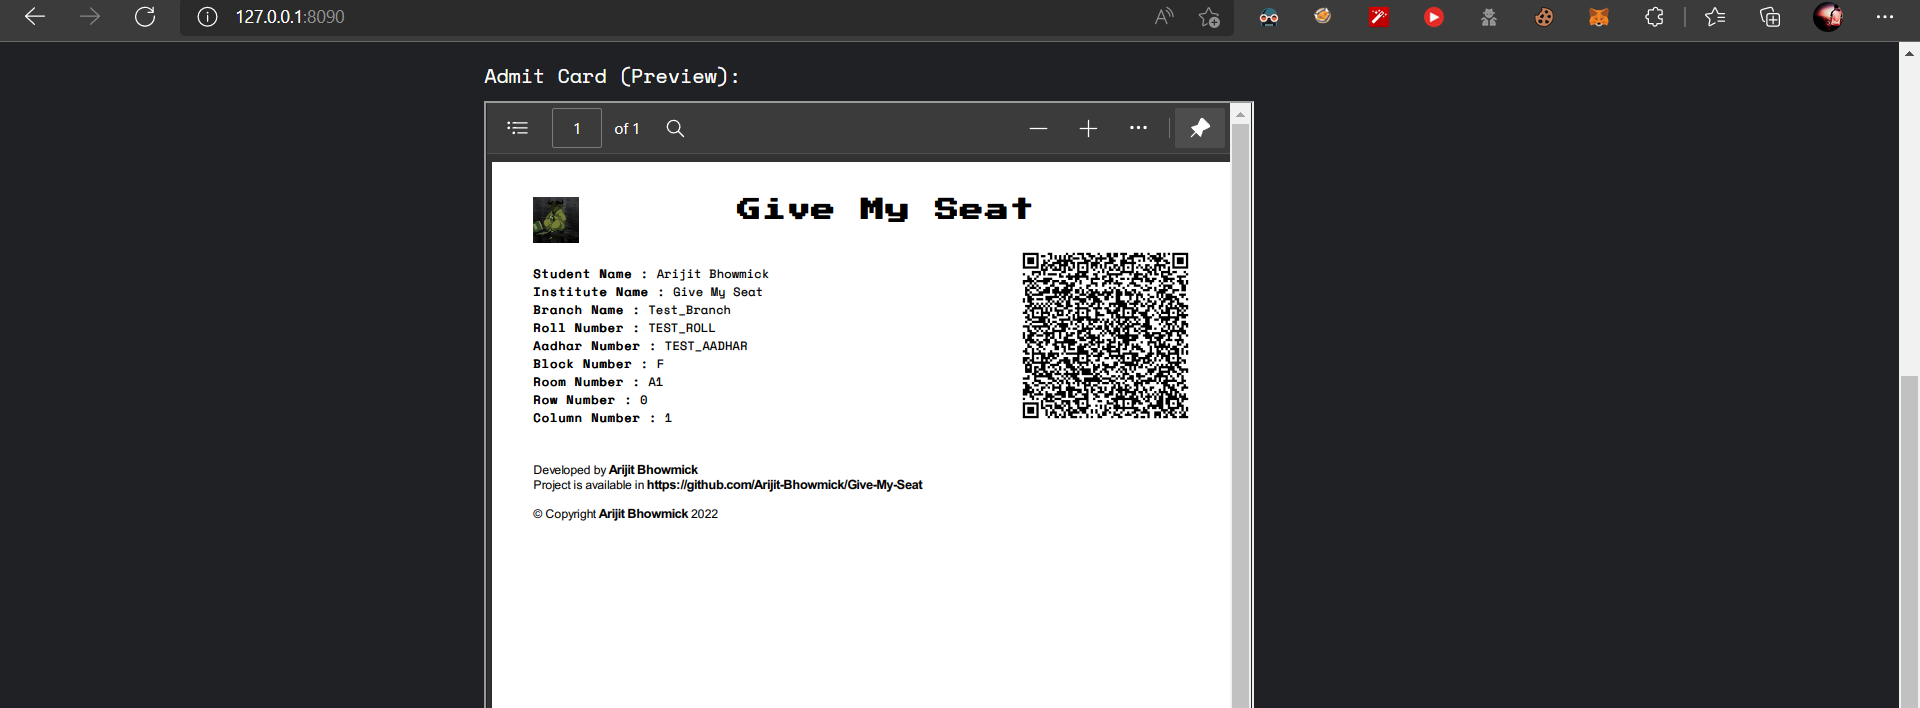 127.0.0.1:8090
Admit Card (Preview):
1 of 1
Give My Seat
Student Name : Arijit Bhowmick
Institute Name : Give My Seat
Branch Name : Test_Branch
Roll Number : TEST_ROLL
Aadhar Number : TEST_AADHAR
Block Number : F
Room Number : A1
Row Number : 0
Column Number : 1
Developed by Arijit Bhowmick
Project is available in https://github.com/Arijit-Bhowmick/Give-My-Seat
© Copyright Arijit Bhowmick 2022